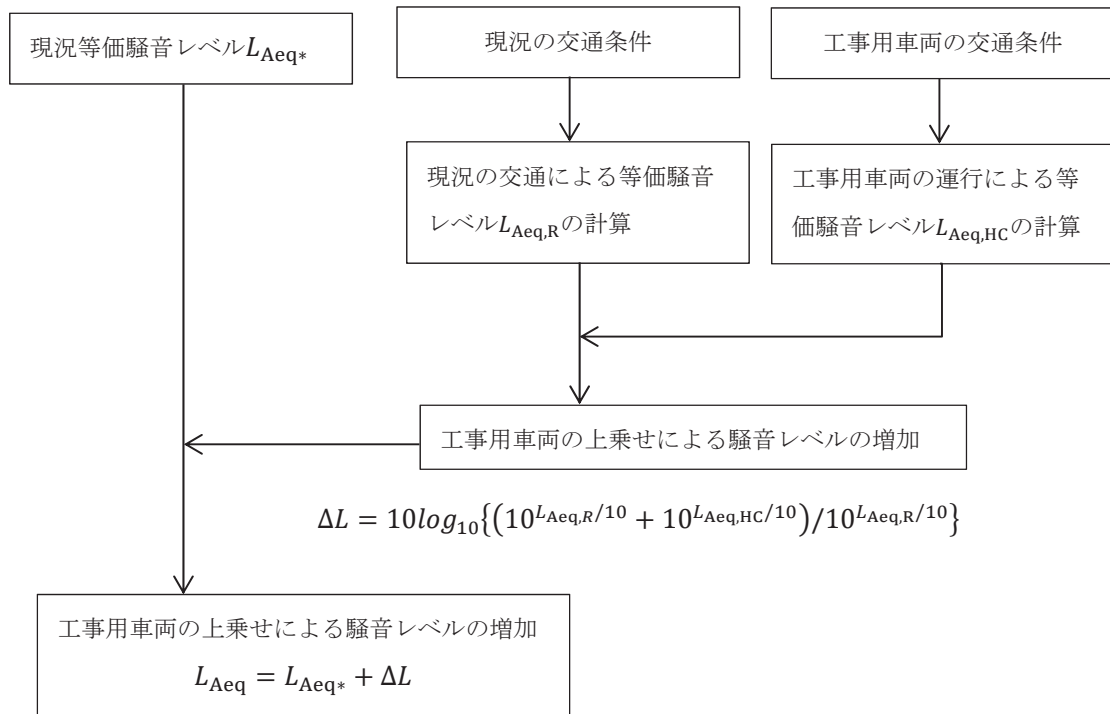 現況等価騒音レベルL_Aeq*
現況の交通条件
工事用車両の交通条件
現況の交通による等価騒音
レベルL_Aeq,Rの計算
工事用車両の運行による等
価騒音レベルL_Aeq,HCの計算
工事用車両の上乗せによる騒音レベルの増加
ΔL = 10log_10{(10^{L_Aeq,R/10} + 10^{L_Aeq,HC/10})/10^{L_Aeq,R/10}}
工事用車両の上乗せによる騒音レベルの増加
L_Aeq = L_Aeq* + ΔL